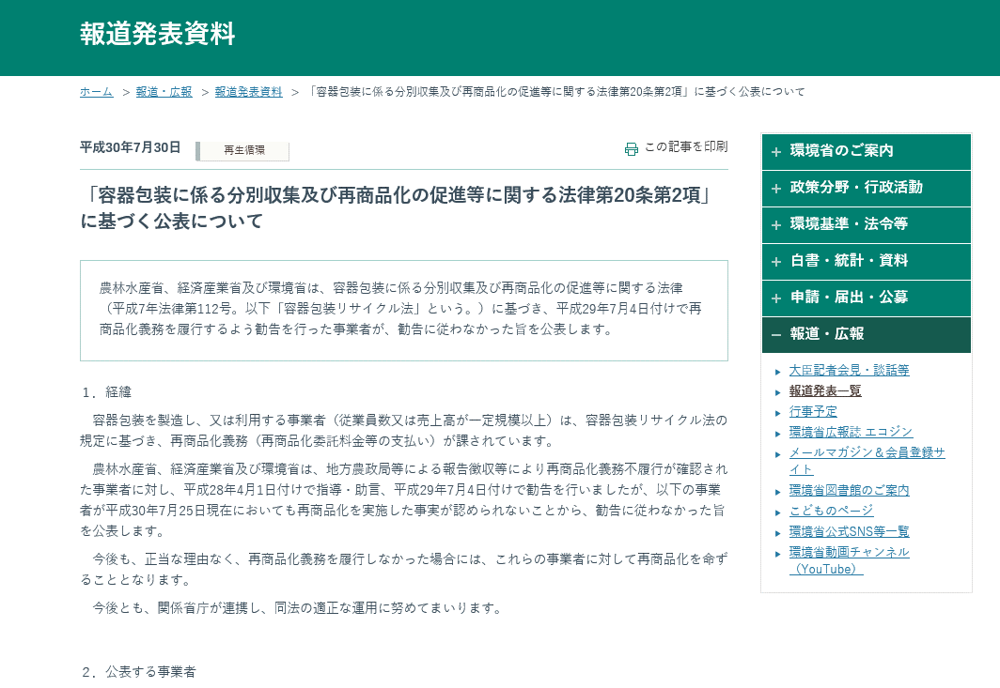 報道発表資料
ホーム > 報道・広報 > 報道発表資料 > 「容器包装に係る分別収集及び再商品化の促進等に関する法律第20条第2項」に基づく公表について
平成30年7月30日 再生循環 この記事を印刷
「容器包装に係る分別収集及び再商品化の促進等に関する法律第20条第2項」
に基づく公表について
農林水産省、経済産業省及び環境省は、容器包装に係る分別収集及び再商品化の促進等に関する法律
（平成7年法律第112号。以下「容器包装リサイクル法」という。）に基づき、平成29年7月4日付けで再
商品化義務を履行するよう勧告を行った事業者が、勧告に従わなかった旨を公表します。
１．経緯
容器包装を製造し、又は利用する事業者（従業員数又は売上高が一定規模以上）は、容器包装リサイクル法の
規定に基づき、再商品化義務（再商品化委託料金等の支払い）が課されています。
農林水産省、経済産業省及び環境省は、地方農政局等による報告徴収等により再商品化義務不履行が確認され
た事業者に対し、平成28年4月1日付けで指導・助言、平成29年7月4日付けで勧告を行いましたが、以下の事業
者が平成30年7月25日現在においても再商品化を実施した事実が認められないことから、勧告に従わなかった旨
を公表します。
今後も、正当な理由なく、再商品化義務を履行しなかった場合には、これらの事業者に対して再商品化を命ず
ることとなります。
今後とも、関係省庁が連携し、同法の適正な運用に努めてまいります。
２．公表する事業者
環境省のご案内
政策分野・行政活動
環境基準・法令等
白書・統計・資料
申請・届出・公募
報道・広報
大臣記者会見・談話等
報道発表一覧
行事予定
環境省広報誌 エコジン
メールマガジン＆会員登録サ
イト
環境省図書館のご案内
こどものページ
環境省公式SNS等一覧
環境省動画チャンネル
（YouTube）